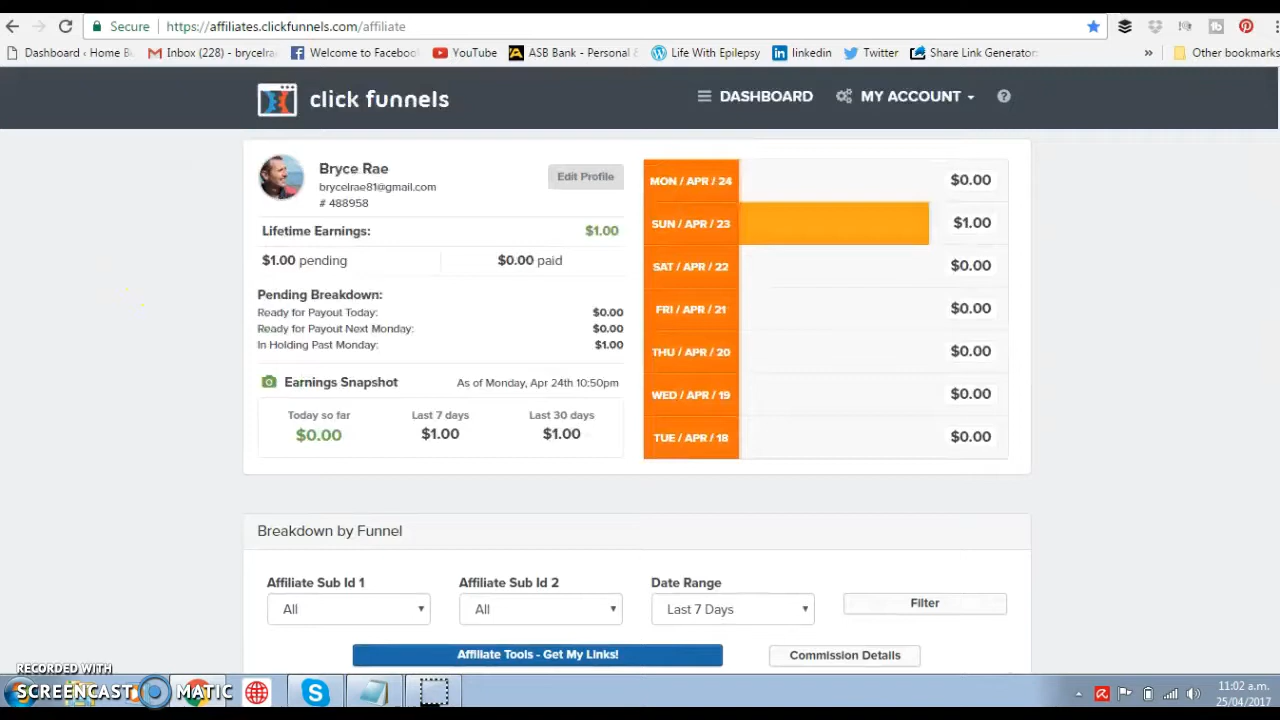 Secure https://affiliates.clickfunnels.com/affiliate
Dashboard ‹ Home Bu Inbox (228) - brycelrae Welcome to Facebook YouTube ASB Bank - Personal & Life With Epilepsy linkedin Twitter Share Link Generator: » Other bookmarks
click funnels DASHBOARD MY ACCOUNT ?
Bryce Rae
brycelrae81@gmail.com
# 488958
Edit Profile
Lifetime Earnings: $1.00
$1.00 pending $0.00 paid
Pending Breakdown:
Ready for Payout Today: $0.00
Ready for Payout Next Monday: $0.00
In Holding Past Monday: $1.00
Earnings Snapshot As of Monday, Apr 24th 10:50pm
Today so far Last 7 days Last 30 days
$0.00 $1.00 $1.00
MON / APR / 24 $0.00
SUN / APR / 23 $1.00
SAT / APR / 22 $0.00
FRI / APR / 21 $0.00
THU / APR / 20 $0.00
WED / APR / 19 $0.00
TUE / APR / 18 $0.00
Breakdown by Funnel
Affiliate Sub Id 1 Affiliate Sub Id 2 Date Range
All All Last 7 Days Filter
Affiliate Tools - Get My Links! Commission Details
RECORDED WITH
SCREENCAST MATIC
11:02 a.m.
25/04/2017